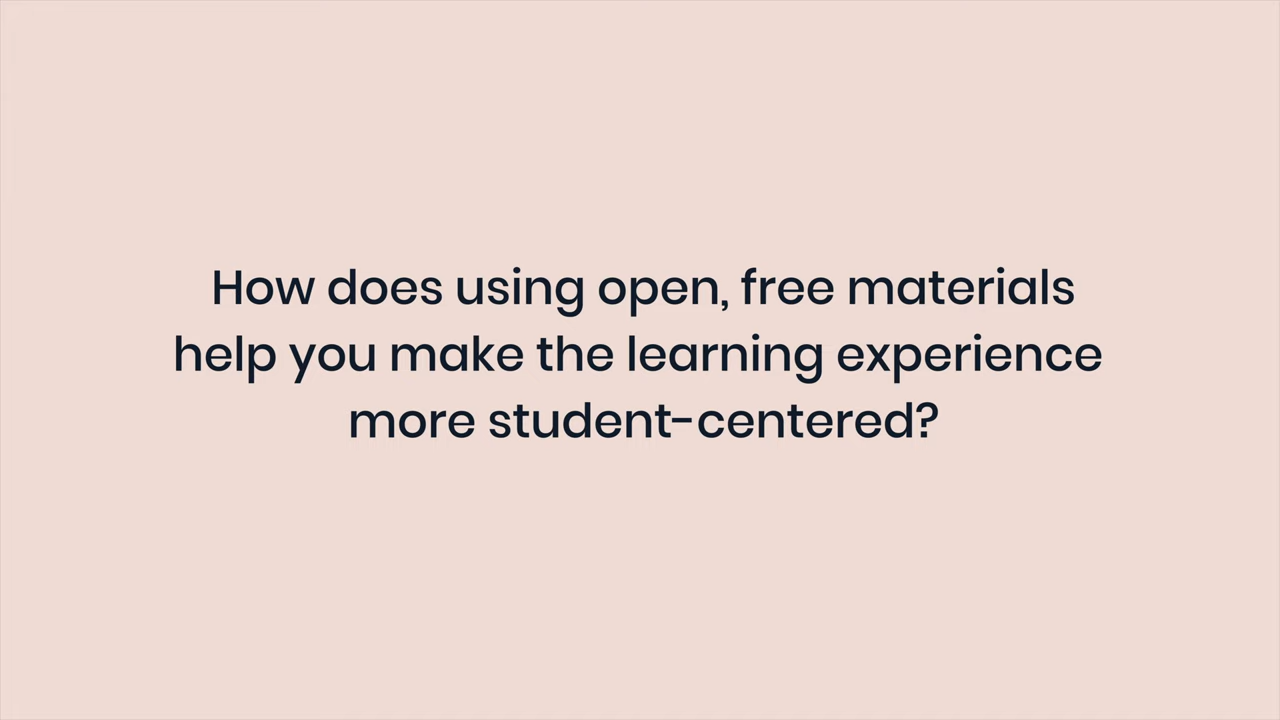 How does using open, free materials
help you make the learning experience
more student-centered?